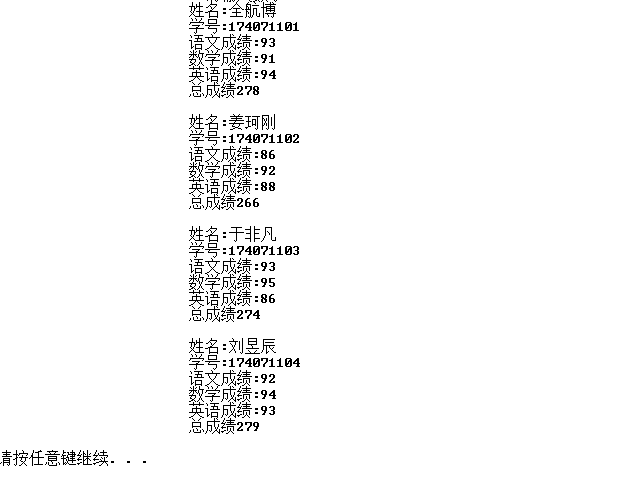 姓名:全航博
学号:174071101
语文成绩:93
数学成绩:91
英语成绩:94
总成绩278
姓名:姜珂刚
学号:174071102
语文成绩:86
数学成绩:92
英语成绩:88
总成绩266
姓名:于非凡
学号:174071103
语文成绩:93
数学成绩:95
英语成绩:86
总成绩274
姓名:刘昱辰
学号:174071104
语文成绩:92
数学成绩:94
英语成绩:93
总成绩279
请按任意键继续. . .